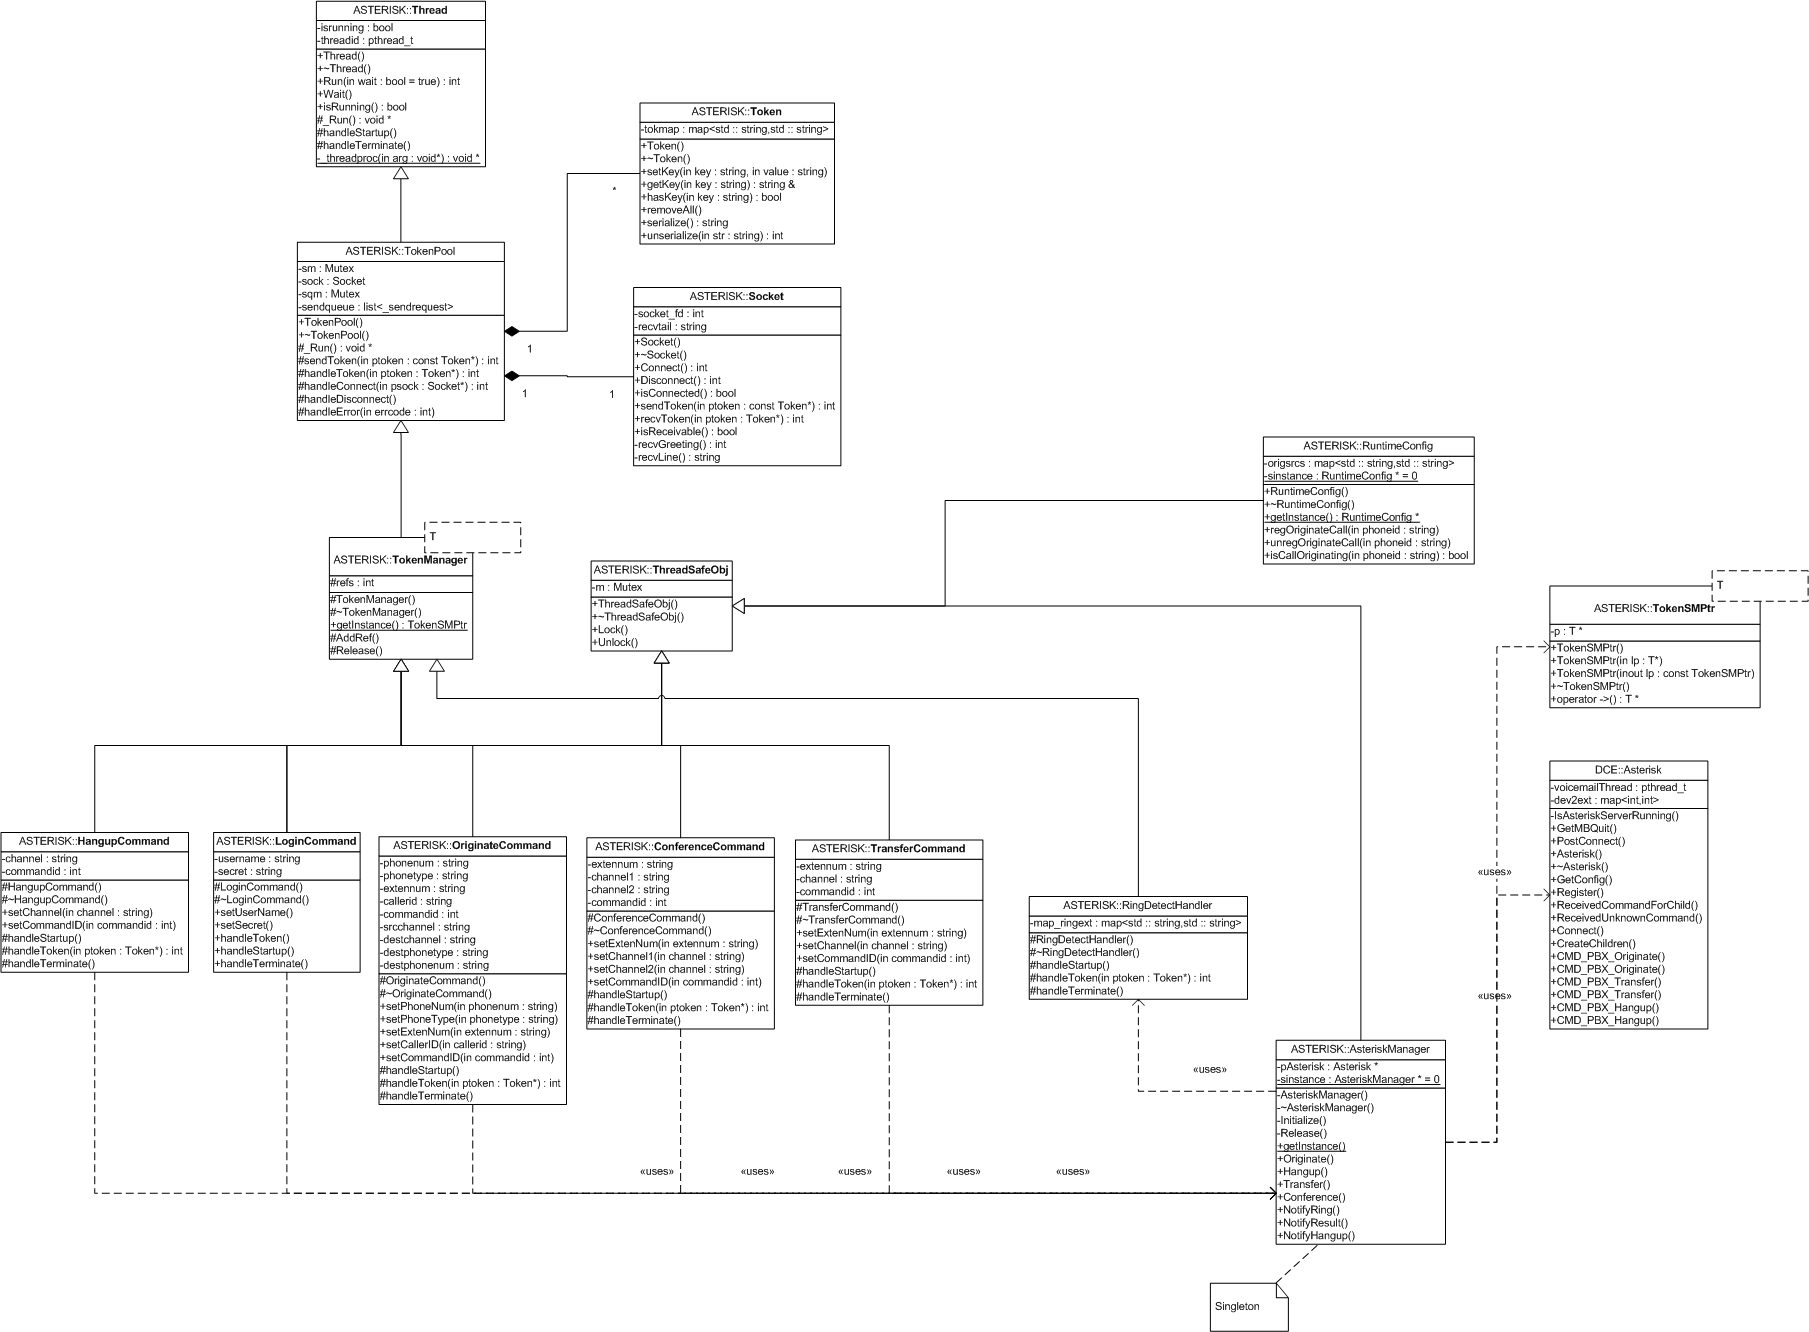 ASTERISK::Thread
-isrunning : bool
-threadid : pthread_t
+Thread()
+~Thread()
+Run(in wait : bool = true) : int
+Wait()
+isRunning() : bool
#_Run() : void *
#handleStartup()
#handleTerminate()
-_threadproc(in arg : void*) : void *
ASTERISK::Token
-tokmap : map<std :: string,std :: string>
+Token()
+~Token()
+setKey(in key : string, in value : string)
+getKey(in key : string) : string &
+hasKey(in key : string) : bool
+removeAll()
+serialize() : string
+unserialize(in str : string) : int
*
1
ASTERISK::TokenPool
-sm : Mutex
-sock : Socket
-sqm : Mutex
-sendqueue : list<_sendrequest>
+TokenPool()
+~TokenPool()
#_Run() : void *
#sendToken(in ptoken : const Token*) : int
#handleToken(in ptoken : Token*) : int
#handleConnect(in psock : Socket*) : int
#handleDisconnect()
#handleError(in errcode : int)
1
1
ASTERISK::Socket
-socket_fd : int
-recvtail : string
+Socket()
+~Socket()
+Connect() : int
+Disconnect() : int
+isConnected() : bool
+sendToken(in ptoken : const Token*) : int
+recvToken(in ptoken : Token*) : int
+isReceivable() : bool
-recvGreeting() : int
-recvLine() : string
ASTERISK::RuntimeConfig
-origsrcs : map<std :: string,std :: string>
-sinstance : RuntimeConfig * = 0
+RuntimeConfig()
+~RuntimeConfig()
+getInstance() : RuntimeConfig *
+regOriginateCall(in phoneid : string)
+unregOriginateCall(in phoneid : string)
+isCallOriginating(in phoneid : string) : bool
T
ASTERISK::TokenManager
#refs : int
#TokenManager()
#~TokenManager()
+getInstance() : TokenSMPtr
#AddRef()
#Release()
ASTERISK::ThreadSafeObj
-m : Mutex
+ThreadSafeObj()
+~ThreadSafeObj()
+Lock()
+Unlock()
T
ASTERISK::TokenSMPtr
-p : T *
+TokenSMPtr()
+TokenSMPtr(in lp : T*)
+TokenSMPtr(inout lp : const TokenSMPtr)
+~TokenSMPtr()
+operator ->() : T *
DCE::Asterisk
-voicemailThread : pthread_t
-dev2ext : map<int,int>
-IsAsteriskServerRunning()
+GetMBQuit()
+PostConnect()
+Asterisk()
+~Asterisk()
+GetConfig()
+Register()
+ReceivedCommandForChild()
+ReceivedUnknownCommand()
+Connect()
+CreateChildren()
+CMD_PBX_Originate()
+CMD_PBX_Originate()
+CMD_PBX_Transfer()
+CMD_PBX_Transfer()
+CMD_PBX_Hangup()
+CMD_PBX_Hangup()
«uses»
«uses»
ASTERISK::HangupCommand
-channel : string
-commandid : int
#HangupCommand()
#~HangupCommand()
+setChannel(in channel : string)
+setCommandID(in commandid : int)
#handleStartup()
#handleToken(in ptoken : Token*) : int
#handleTerminate()
ASTERISK::LoginCommand
-username : string
-secret : string
#LoginCommand()
#~LoginCommand()
+setUserName()
+setSecret()
+handleToken()
+handleStartup()
+handleTerminate()
ASTERISK::OriginateCommand
-phonenum : string
-phonetype : string
-extennum : string
-callerid : string
-commandid : int
-srcchannel : string
-destchannel : string
-destphonetype : string
-destphonenum : string
#OriginateCommand()
#~OriginateCommand()
+setPhoneNum(in phonenum : string)
+setPhoneType(in phonetype : string)
+setExtenNum(in extennum : string)
+setCallerID(in callerid : string)
+setCommandID(in commandid : int)
#handleStartup()
#handleToken(in ptoken : Token*) : int
#handleTerminate()
ASTERISK::ConferenceCommand
-extennum : string
-channel1 : string
-channel2 : string
-commandid : int
#ConferenceCommand()
#~ConferenceCommand()
+setExtenNum(in extennum : string)
+setChannel1(in channel : string)
+setChannel2(in channel : string)
+setCommandID(in commandid : int)
#handleStartup()
#handleToken(in ptoken : Token*) : int
#handleTerminate()
ASTERISK::TransferCommand
-extennum : string
-channel : string
-commandid : int
#TransferCommand()
#~TransferCommand()
+setExtenNum(in extennum : string)
+setChannel(in channel : string)
+setCommandID(in commandid : int)
#handleStartup()
#handleToken(in ptoken : Token*) : int
#handleTerminate()
ASTERISK::RingDetectHandler
-map_ringext : map<std :: string,std :: string>
#RingDetectHandler()
#~RingDetectHandler()
#handleStartup()
#handleToken(in ptoken : Token*) : int
#handleTerminate()
«uses»
ASTERISK::AsteriskManager
-pAsterisk : Asterisk *
-sinstance : AsteriskManager * = 0
-AsteriskManager()
-~AsteriskManager()
-Initialize()
-Release()
+getInstance()
+Originate()
+Hangup()
+Transfer()
+Conference()
+NotifyRing()
+NotifyResult()
+NotifyHangup()
«uses» «uses» «uses» «uses» «uses»
Singleton